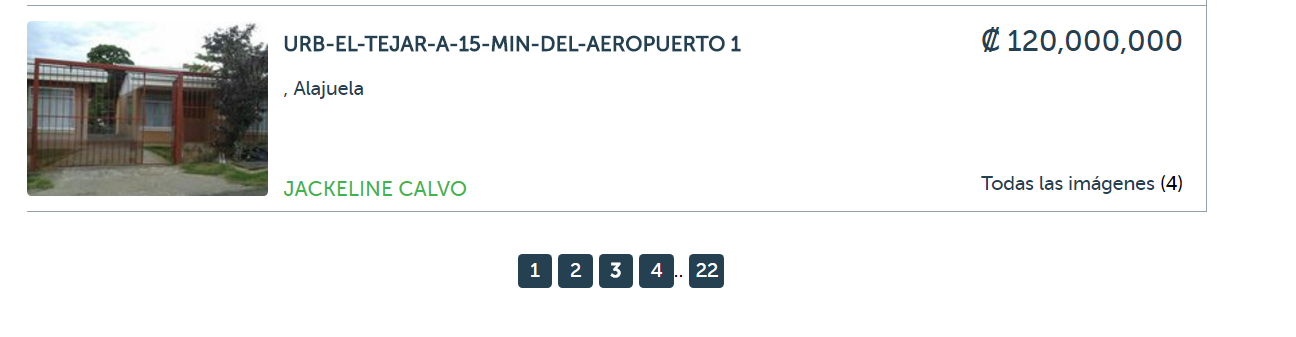 URB-EL-TEJAR-A-15-MIN-DEL-AEROPUERTO 1
₡ 120,000,000
, Alajuela
JACKELINE CALVO
Todas las imágenes (4)
1 2 3 4 .. 22